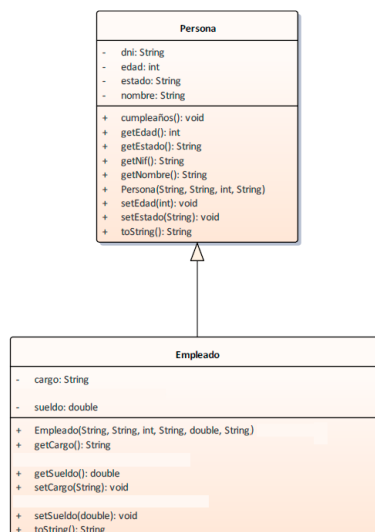 Persona
- dni: String
- edad: int
- estado: String
- nombre: String
+ cumpleaños(): void
+ getEdad(): int
+ getEstado(): String
+ getNif(): String
+ getNombre(): String
+ Persona(String, String, int, String)
+ setEdad(int): void
+ setEstado(String): void
+ toString(): String
Empleado
- cargo: String
- sueldo: double
+ Empleado(String, String, int, String, double, String)
+ getCargo(): String
+ getSueldo(): double
+ setCargo(String): void
+ setSueldo(double): void
+ toString(): String